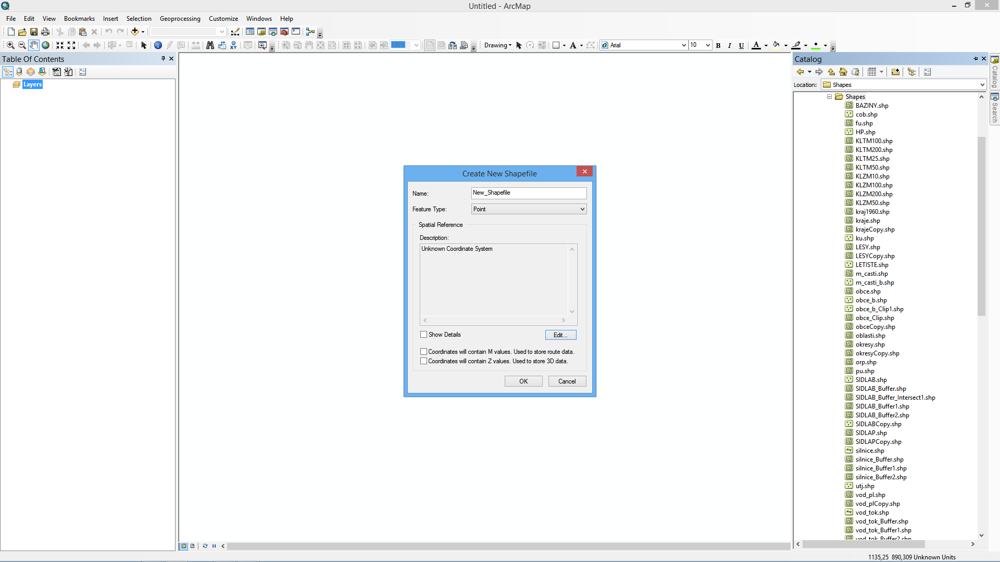 Untitled - ArcMap
File Edit View Bookmarks Insert Selection Geoprocessing Customize Windows Help
100% Drawing A Arial 10 B I U A
Table Of Contents
Layers
Create New Shapefile
Name: New_Shapefile
Feature Type: Point
Spatial Reference
Description:
Unknown Coordinate System
Show Details Edit...
Coordinates will contain M values. Used to store route data.
Coordinates will contain Z values. Used to store 3D data.
OK Cancel
Catalog
Location: Shapes
Shapes
BAZINY.shp
cob.shp
fu.shp
HP.shp
KLTM100.shp
KLTM200.shp
KLTM25.shp
KLTM50.shp
KLZM10.shp
KLZM100.shp
KLZM200.shp
KLZM50.shp
kraj1960.shp
kraje.shp
krajeCopy.shp
ku.shp
LESY.shp
LESYCopy.shp
LETISTE.shp
m_casti.shp
m_casti_b.shp
obce.shp
obce_b.shp
obce_b_Clip1.shp
obce_Clip.shp
obceCopy.shp
oblasti.shp
okresy.shp
okresyCopy.shp
orp.shp
pu.shp
SIDLAB.shp
SIDLAB_Buffer.shp
SIDLAB_Buffer_Intersect1.shp
SIDLAB_Buffer1.shp
SIDLAB_Buffer2.shp
SIDLABCopy.shp
SIDLAP.shp
SIDLAPCopy.shp
silnice.shp
silnice_Buffer.shp
silnice_Buffer1.shp
silnice_Buffer2.shp
utj.shp
vod_pl.shp
vod_plCopy.shp
vod_tok.shp
vod_tok_Buffer.shp
vod_tok_Buffer1.shp
vod_tok_Buffer2.shp
Catalog
Search
1135,25 890,309 Unknown Units